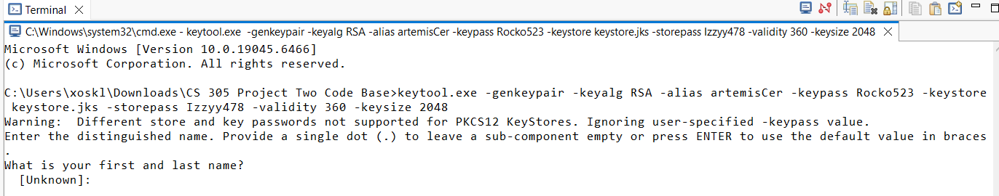 Terminal
C:\Windows\system32\cmd.exe - keytool.exe -genkeypair -keyalg RSA -alias artemisCer -keypass Rocko523 -keystore keystore.jks -storepass Izzyy478 -validity 360 -keysize 2048
Microsoft Windows [Version 10.0.19045.6466]
(c) Microsoft Corporation. All rights reserved.
C:\Users\xoskl\Downloads\CS 305 Project Two Code Base>keytool.exe -genkeypair -keyalg RSA -alias artemisCer -keypass Rocko523 -keystore
keystore.jks -storepass Izzyy478 -validity 360 -keysize 2048
Warning:  Different store and key passwords not supported for PKCS12 KeyStores. Ignoring user-specified -keypass value.
Enter the distinguished name. Provide a single dot (.) to leave a sub-component empty or press ENTER to use the default value in braces
.
What is your first and last name?
[Unknown]: